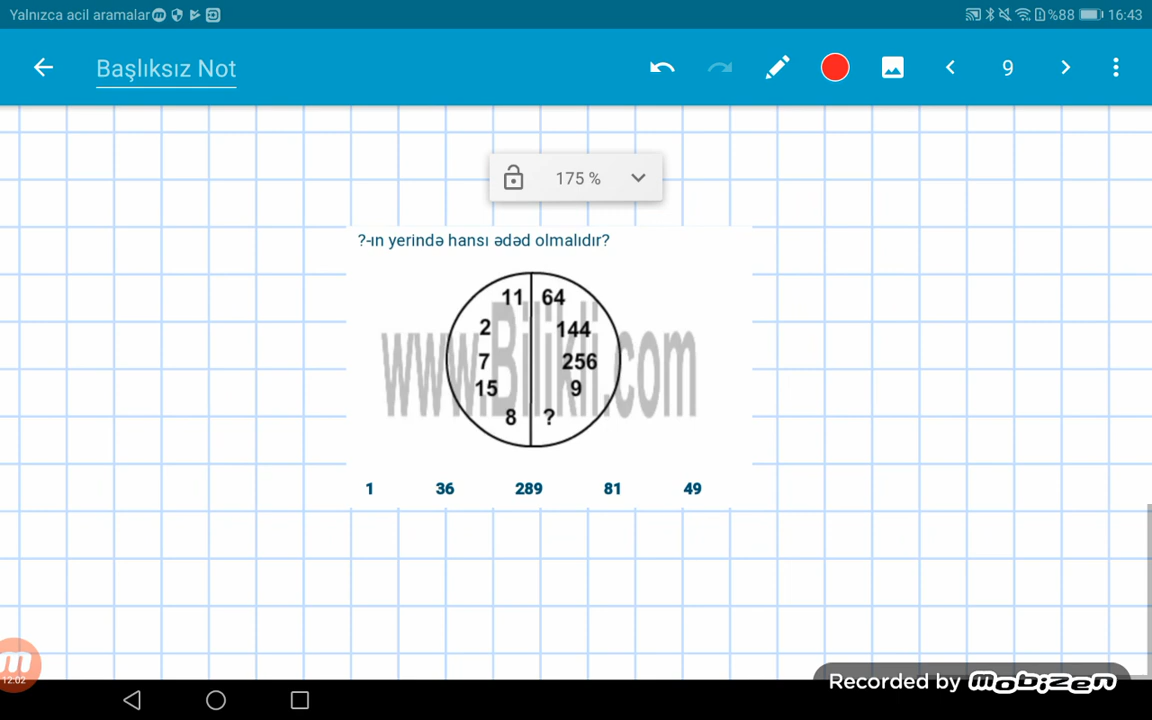 Yalnızca acil aramalar
%88 16:43
Başlıksız Not
9
175 %
?-ın yerində hansı ədəd olmalıdır?
11 64
2 144
7 256
15 9
8 ?
www.Bilikli.com
1 36 289 81 49
12:02
Recorded by mobizen